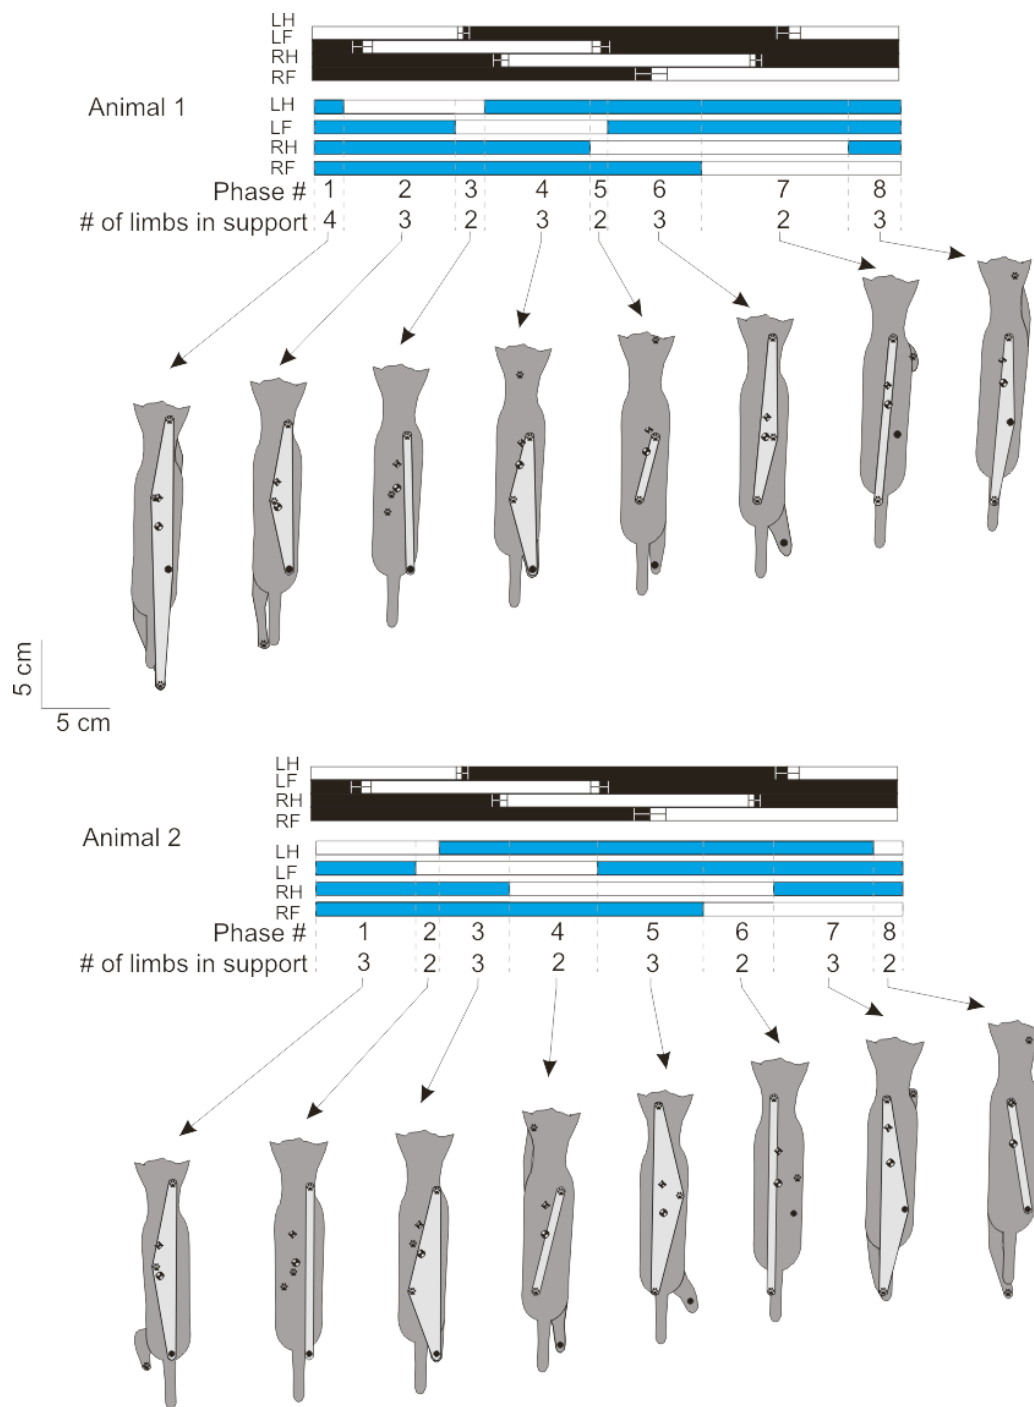 LH
LF
RH
RF
Animal 1
LH
LF
RH
RF
Phase # 1 2 3 4 5 6 7 8
# of limbs in support 4 3 2 3 2 3 2 3
5 cm
5 cm
LH
LF
RH
RF
Animal 2
LH
LF
RH
RF
Phase # 1 2 3 4 5 6 7 8
# of limbs in support 3 2 3 2 3 2 3 2